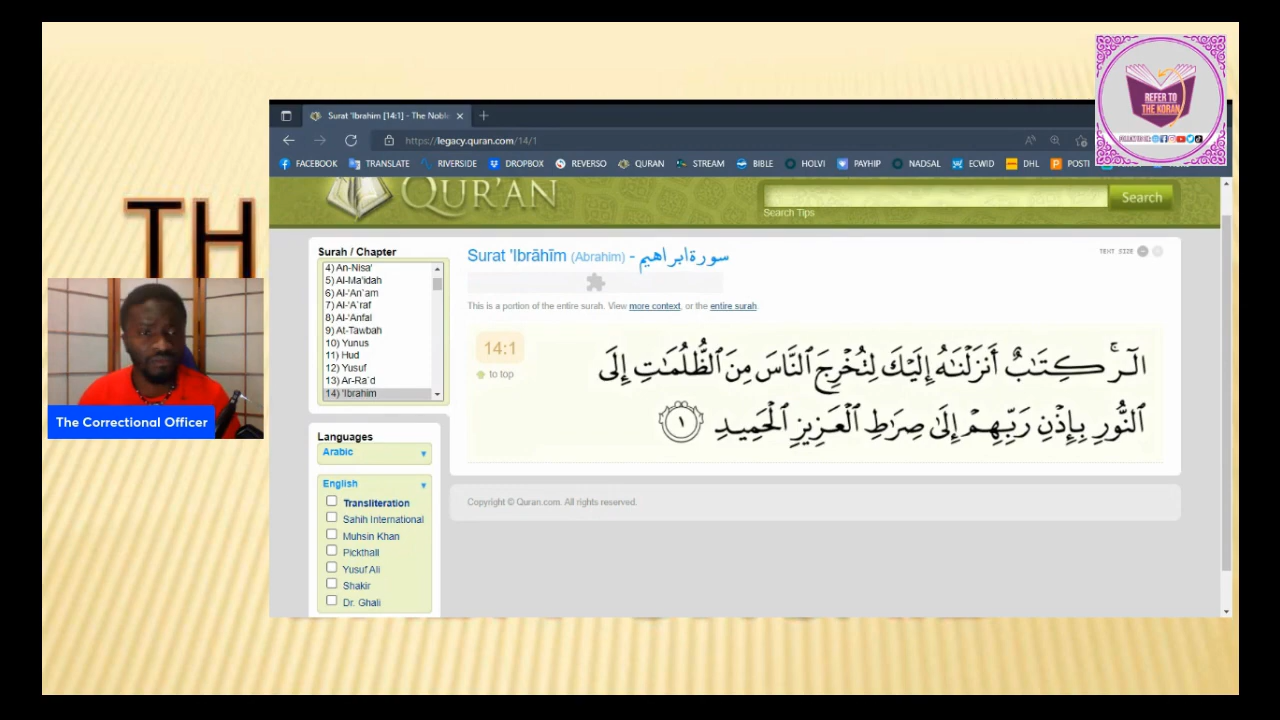 TH
REFER TO
THE KORAN
Surat 'Ibrahim [14:1] - The Noble
https://legacy.quran.com/14/1
FACEBOOK TRANSLATE RIVERSIDE DROPBOX REVERSO QURAN STREAM BIBLE HOLVI PAYHIP NADSAL ECWID DHL POSTI
QUR'AN
Search
Search Tips
Surah / Chapter
4) An-Nisa'
5) Al-Ma'idah
6) Al-'An`am
7) Al-'A`raf
8) Al-'Anfal
9) At-Tawbah
10) Yunus
11) Hud
12) Yusuf
13) Ar-Ra`d
14) 'Ibrahim
Surat 'Ibrāhīm (Abrahim) - سورة ابراهيم
TEXT SIZE
This is a portion of the entire surah. View more context, or the entire surah.
14:1
to top
الٓر ۚ كِتَـٰبٌ أَنزَلْنَـٰهُ إِلَيْكَ لِتُخْرِجَ ٱلنَّاسَ مِنَ ٱلظُّلُمَـٰتِ إِلَى
ٱلنُّورِ بِإِذْنِ رَبِّهِمْ إِلَىٰ صِرَٰطِ ٱلْعَزِيزِ ٱلْحَمِيدِ ١
The Correctional Officer
Languages
Arabic
English
Transliteration
Sahih International
Muhsin Khan
Pickthall
Yusuf Ali
Shakir
Dr. Ghali
Copyright © Quran.com. All rights reserved.